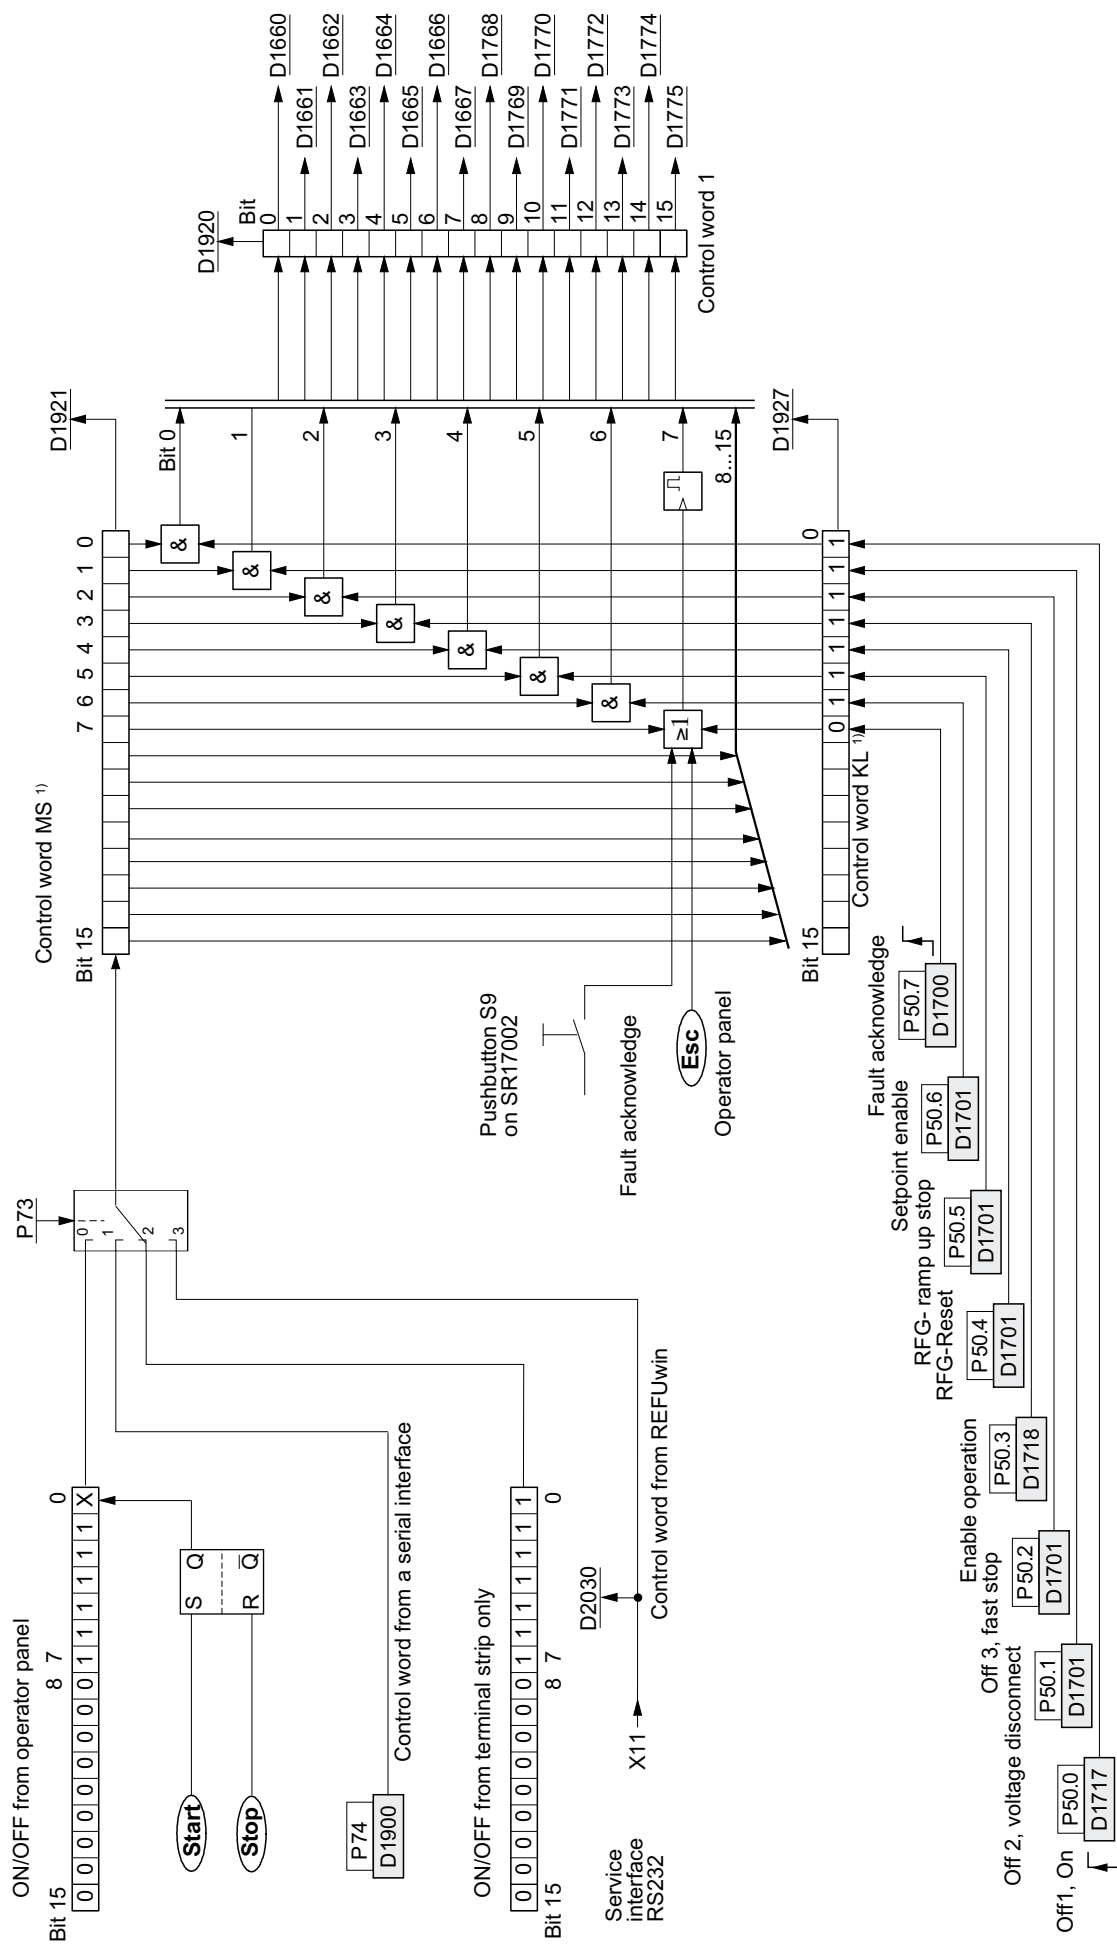 ON/OFF from operator panel
Bit 15
8 7
0
0 0 0 0 0 0 0 0 0 1 1 1 1 1 1 X
Start
Stop
S Q
R Q
P74
D1900
Control word from a serial interface
ON/OFF from terminal strip only
0 0 0 0 0 0 0 0 0 1 1 1 1 1 1 1
Bit 15
8 7
0
Service
interface
RS232
X11
D2030
Control word from REFUwin
P73
0
1
2
3
Control word MS 1)
Bit 15
7 6 5 4 3 2 1 0
D1921
Pushbutton S9
on SR17002
Fault acknowledge
Esc
Operator panel
&
&
&
&
&
&
&
≥1
Bit 0
1
2
3
4
5
6
7
8...15
Bit 15
0
0 1 1 1 1 1 1 1
Control word KL 1)
D1927
D1920
Bit
0
1
2
3
4
5
6
7
8
9
10
11
12
13
14
15
Control word 1
D1660
D1661
D1662
D1663
D1664
D1665
D1666
D1667
D1768
D1769
D1770
D1771
D1772
D1773
D1774
D1775
Fault acknowledge
P50.7
D1700
Setpoint enable
P50.6
D1701
RFG- ramp up stop
P50.5
D1701
RFG-Reset
P50.4
D1701
Enable operation
P50.3
D1718
Off 3, fast stop
P50.2
D1701
Off 2, voltage disconnect
P50.1
D1701
Off1, On
P50.0
D1717